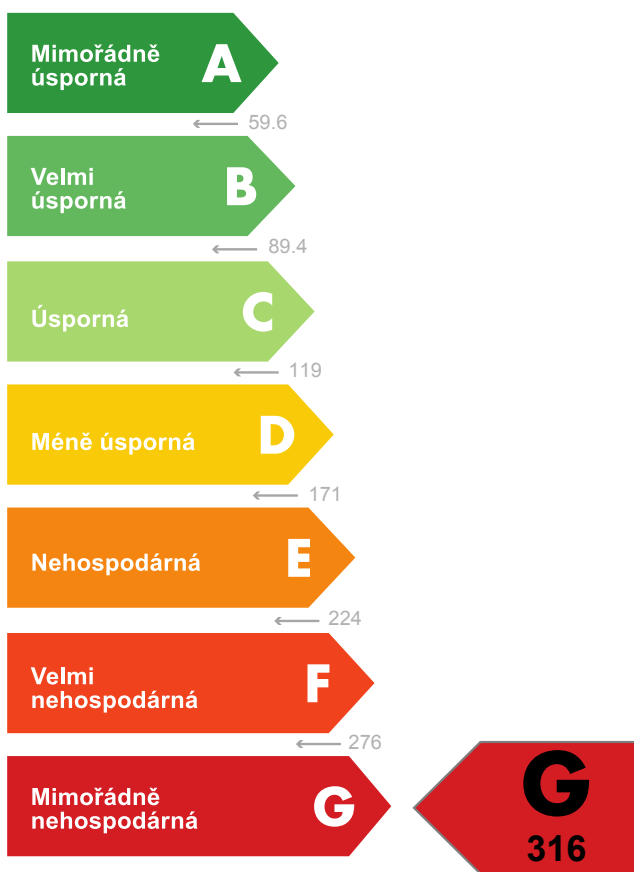 Mimořádně
úsporná
A
59.6
Velmi
úsporná
B
89.4
Úsporná
C
119
Méně úsporná
D
171
Nehospodárná
E
224
Velmi
nehospodárná
F
276
Mimořádně
nehospodárná
G
G
316